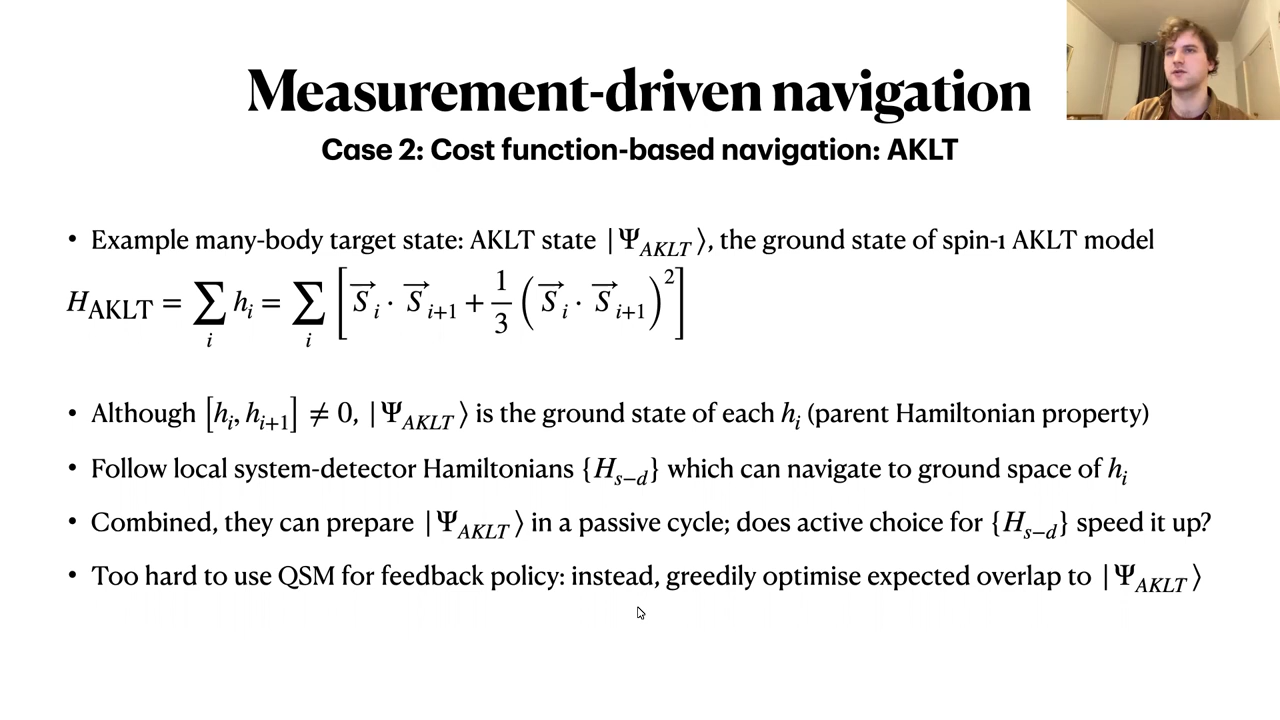 Measurement-driven navigation
Case 2: Cost function-based navigation: AKLT
• Example many-body target state: AKLT state |Ψ_AKLT⟩, the ground state of spin-1 AKLT model
H_AKLT = ∑_i h_i = ∑_i [S⃗_i · S⃗_{i+1} + 1/3 (S⃗_i · S⃗_{i+1})^2]
• Although [h_i, h_{i+1}] ≠ 0, |Ψ_AKLT⟩ is the ground state of each h_i (parent Hamiltonian property)
• Follow local system-detector Hamiltonians {H_{s−d}} which can navigate to ground space of h_i
• Combined, they can prepare |Ψ_AKLT⟩ in a passive cycle; does active choice for {H_{s−d}} speed it up?
• Too hard to use QSM for feedback policy: instead, greedily optimise expected overlap to |Ψ_AKLT⟩